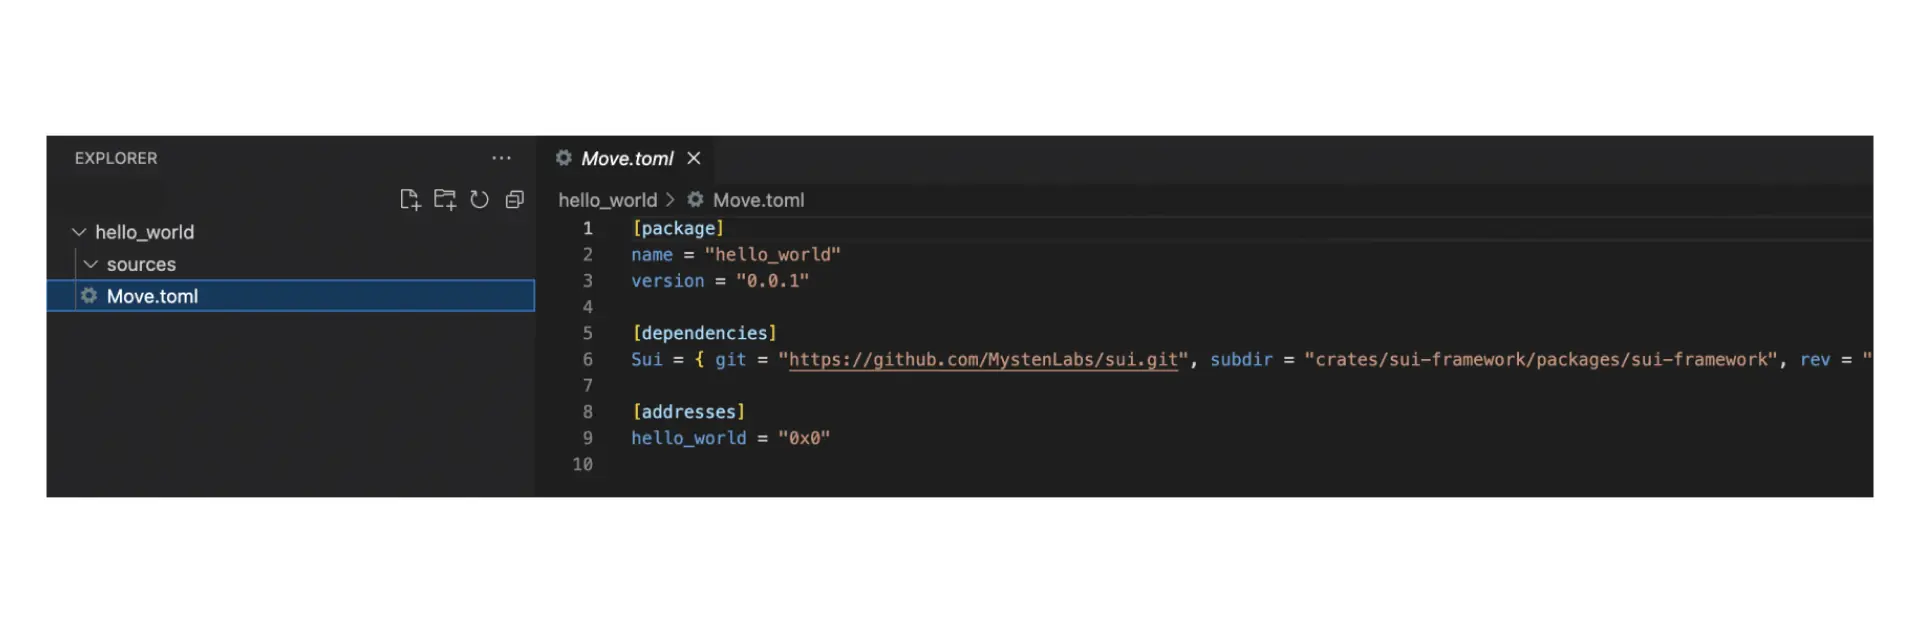 EXPLORER
hello_world
sources
Move.toml
Move.toml
hello_world > Move.toml
1 [package]
2 name = "hello_world"
3 version = "0.0.1"
4
5 [dependencies]
6 Sui = { git = "https://github.com/MystenLabs/sui.git", subdir = "crates/sui-framework/packages/sui-framework", rev = "
7
8 [addresses]
9 hello_world = "0x0"
10